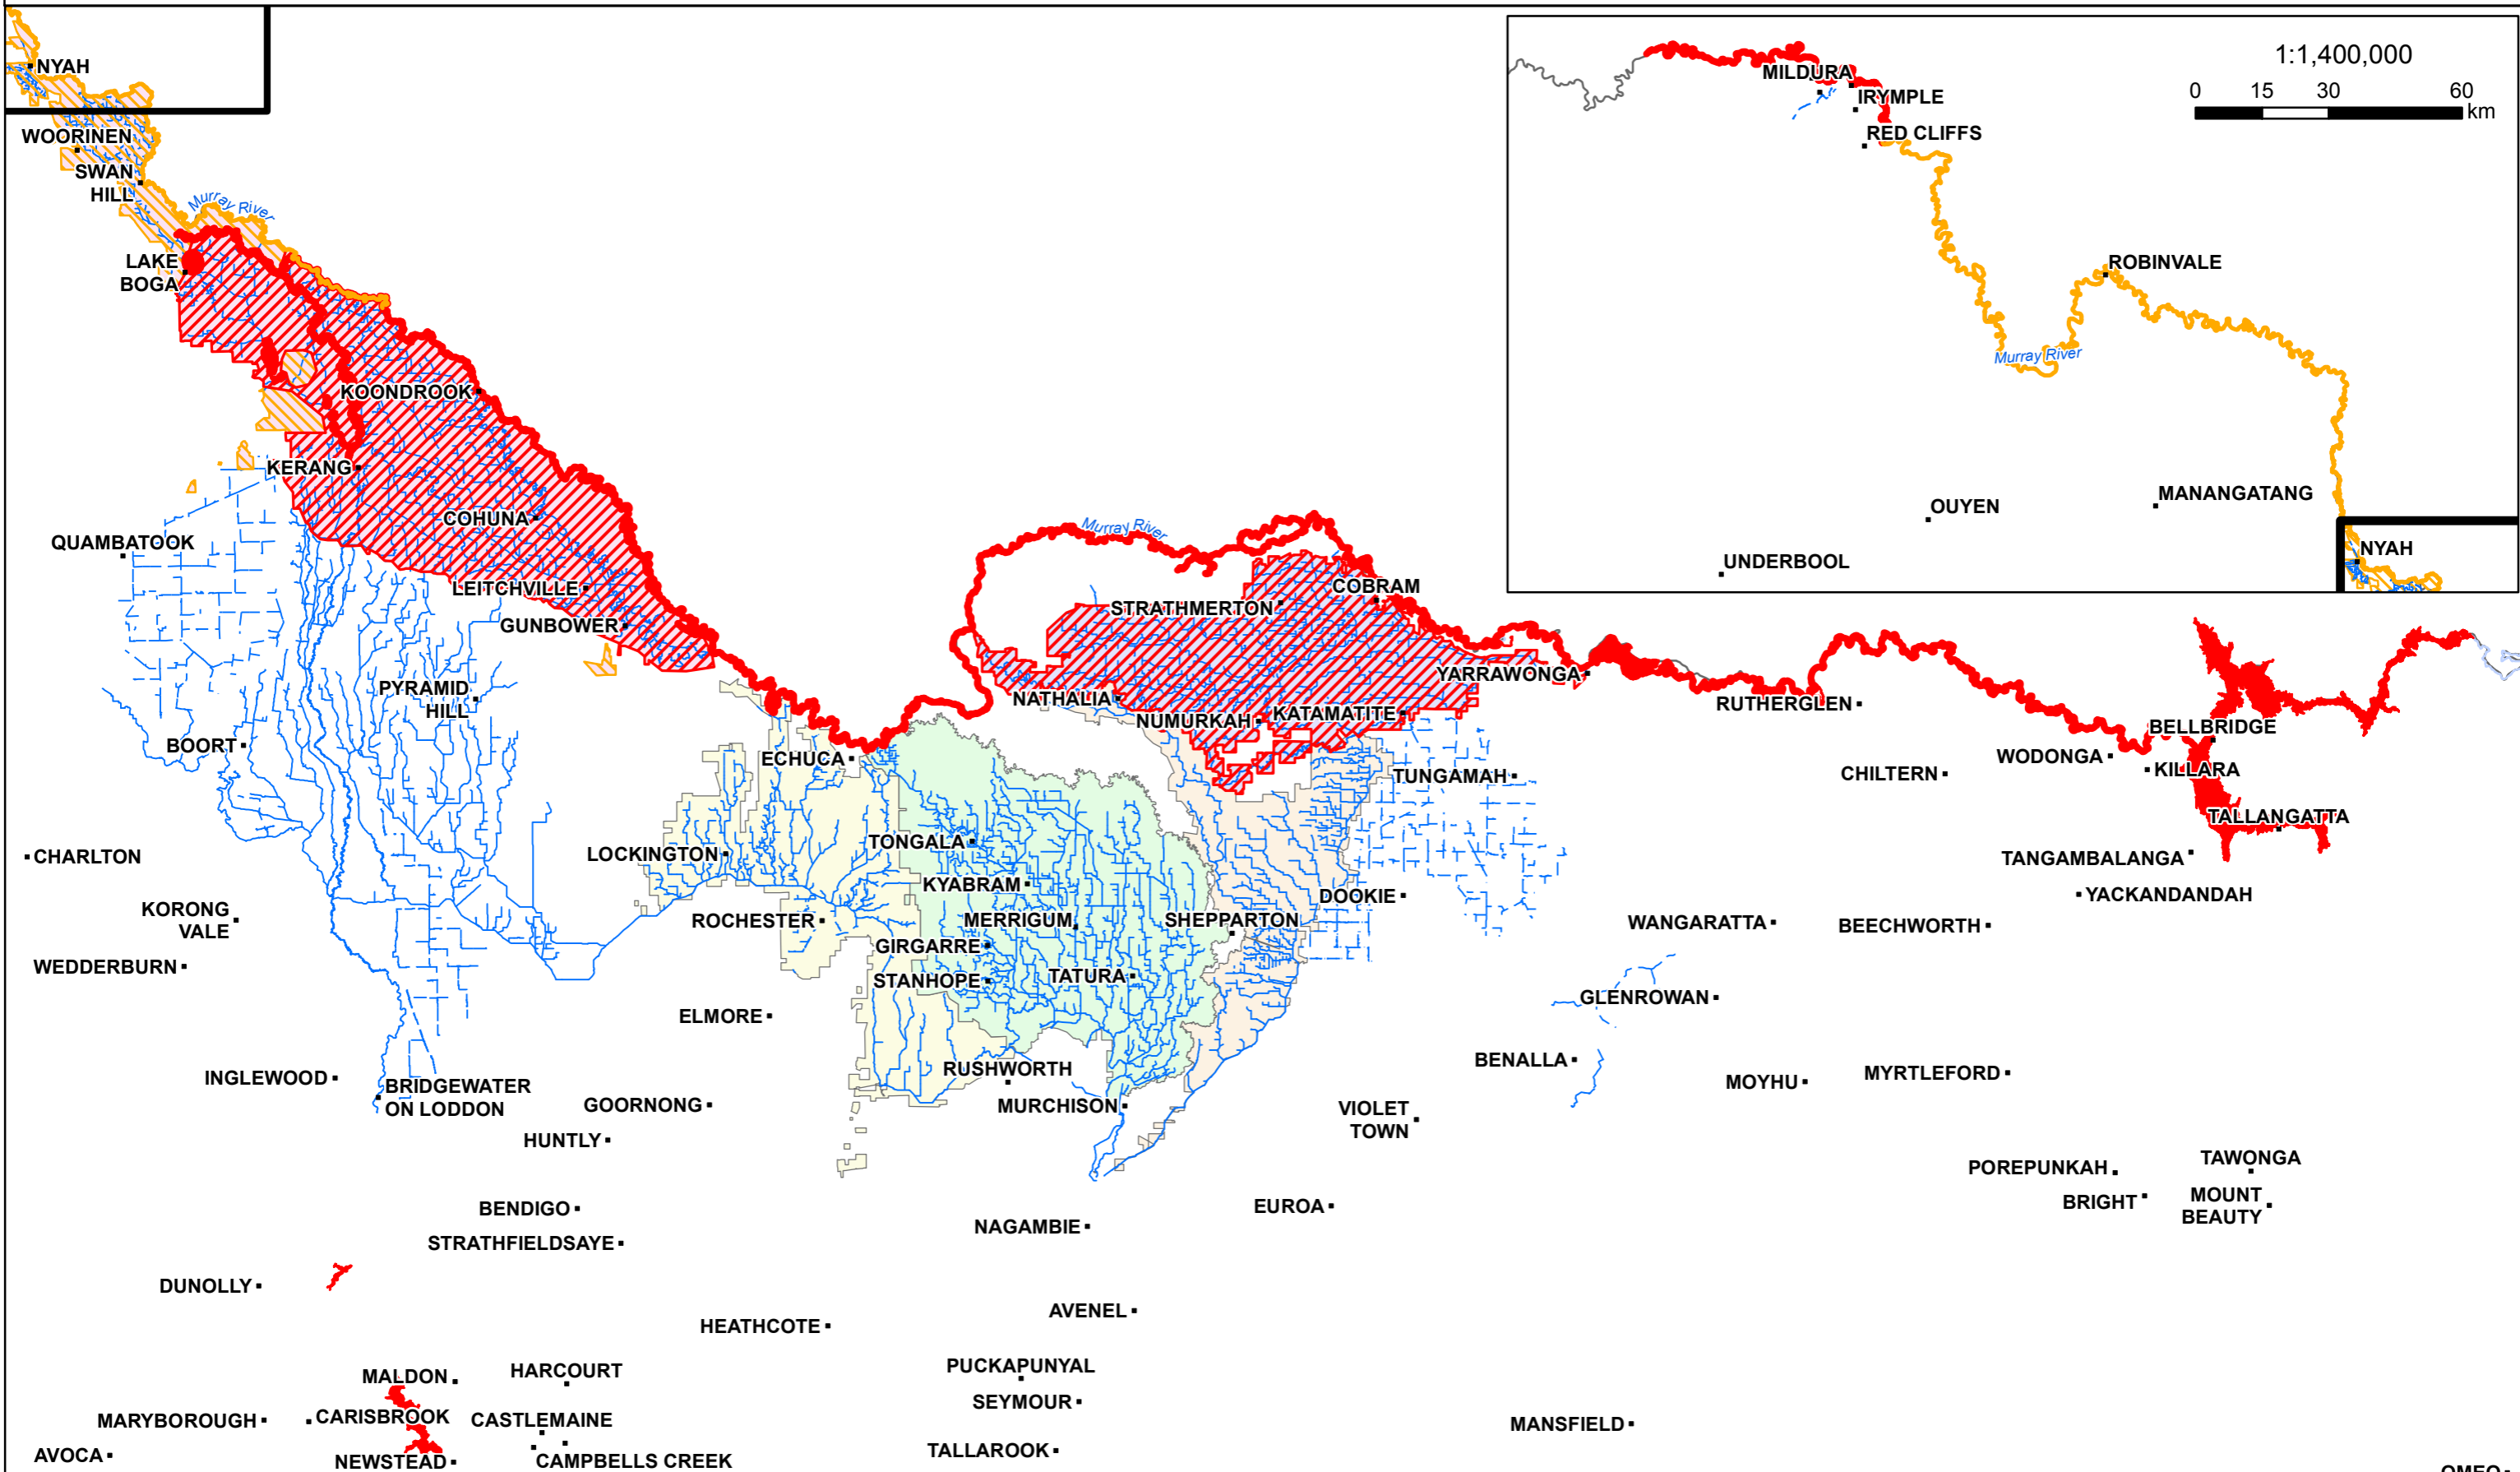 NYAH
WOORINEN
SWAN
HILL
Murray River
LAKE
BOGA
KOONDROOK
KERANG
COHUNA
QUAMBATOOK
LEITCHVILLE
GUNBOWER
PYRAMID
HILL
BOORT
1:1,400,000
0 15 30 60
km
MILDURA
IRYMPLE
RED CLIFFS
ROBINVALE
Murray River
OUYEN
MANANGATANG
UNDERBOOL
NYAH
Murray River
COBRAM
STRATHMERTON
YARRAWONGA
NATHALIA
NUMURKAH
KATAMATITE
RUTHERGLEN
BELLBRIDGE
WODONGA
KILLARA
CHILTERN
TUNGAMAH
ECHUCA
TALLANGATTA
TONGALA
LOCKINGTON
CHARLTON
TANGAMBALANGA
KYABRAM
YACKANDANDAH
DOOKIE
KORONG
VALE
ROCHESTER
MERRIGUM
SHEPPARTON
WANGARATTA
BEECHWORTH
GIRGARRE
WEDDERBURN
STANHOPE
TATURA
GLENROWAN
ELMORE
BENALLA
RUSHWORTH
INGLEWOOD
BRIDGEWATER
ON LODDON
GOORNONG
MURCHISON
MOYHU
MYRTLEFORD
VIOLET
TOWN
HUNTLY
POREPUNKAH
TAWONGA
BRIGHT
MOUNT
BEAUTY
BENDIGO
EUROA
NAGAMBIE
STRATHFIELDSAYE
DUNOLLY
AVENEL
HEATHCOTE
PUCKAPUNYAL
MALDON
HARCOURT
SEYMOUR
MARYBOROUGH
CARISBROOK
CASTLEMAINE
MANSFIELD
TALLAROOK
AVOCA
NEWSTEAD
CAMPBELLS CREEK